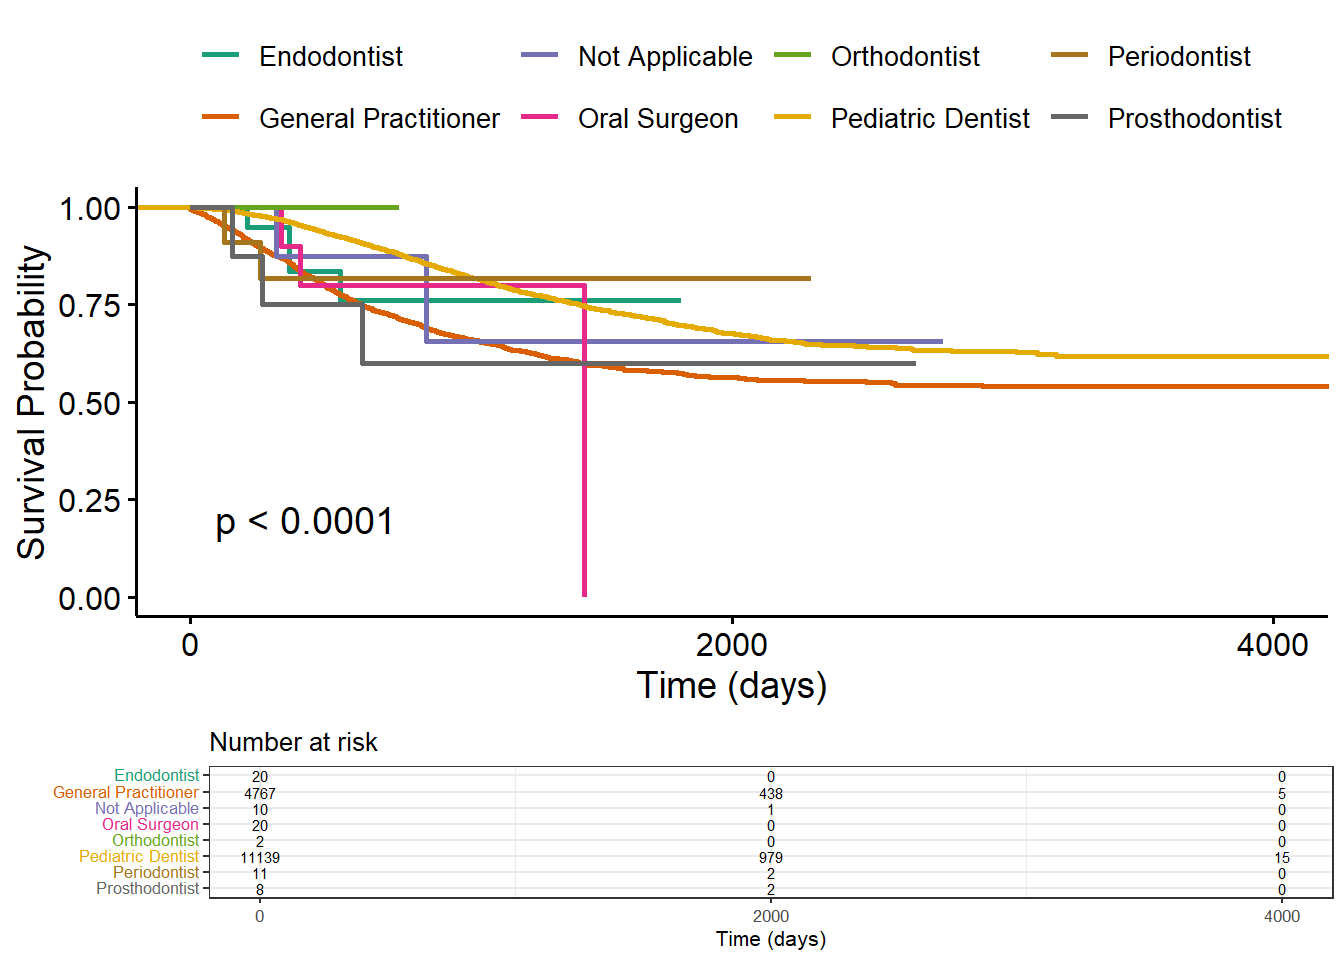 Endodontist Not Applicable Orthodontist Periodontist
General Practitioner Oral Surgeon Pediatric Dentist Prosthodontist
1.00
0.75
0.50
0.25
0.00
Survival Probability
p < 0.0001
0 2000 4000
Time (days)
Number at risk
Endodontist 20 0 0
General Practitioner 4767 438 5
Not Applicable 10 1 0
Oral Surgeon 20 0 0
Orthodontist 2 0 0
Pediatric Dentist 11139 979 15
Periodontist 11 2 0
Prosthodontist 8 2 0
0 2000 4000
Time (days)